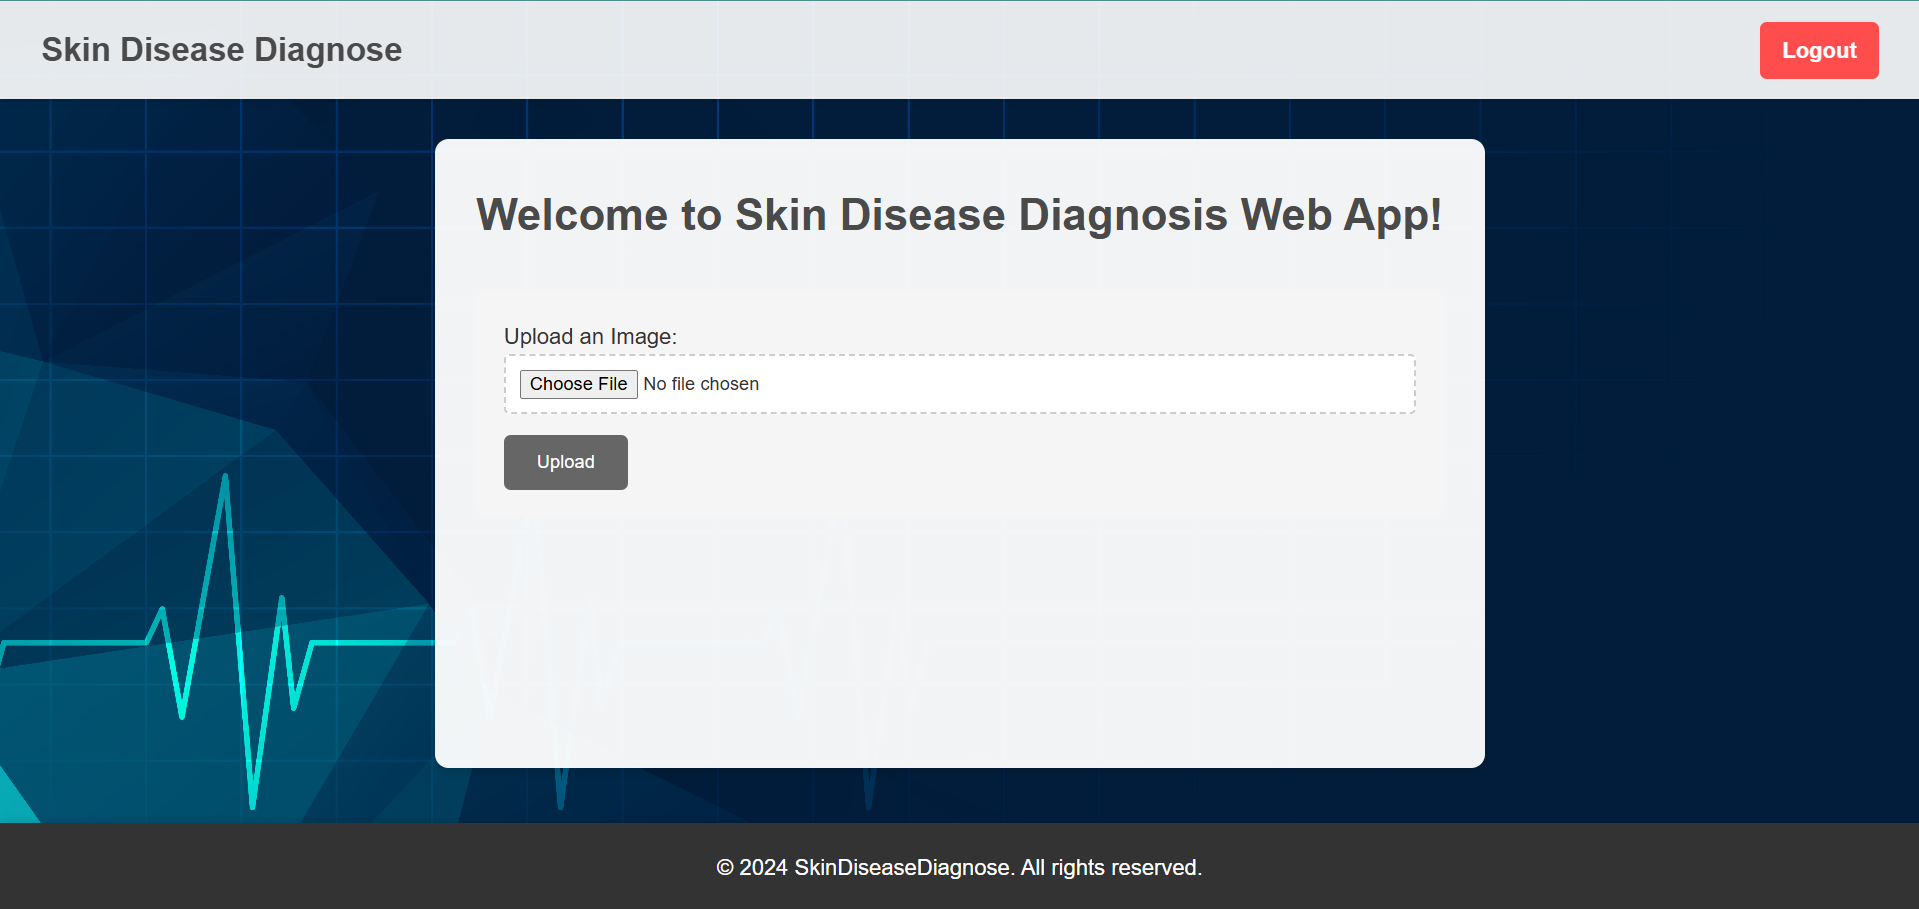 Skin Disease Diagnose
Logout
Welcome to Skin Disease Diagnosis Web App!
Upload an Image:
Choose File No file chosen
Upload
© 2024 SkinDiseaseDiagnose. All rights reserved.